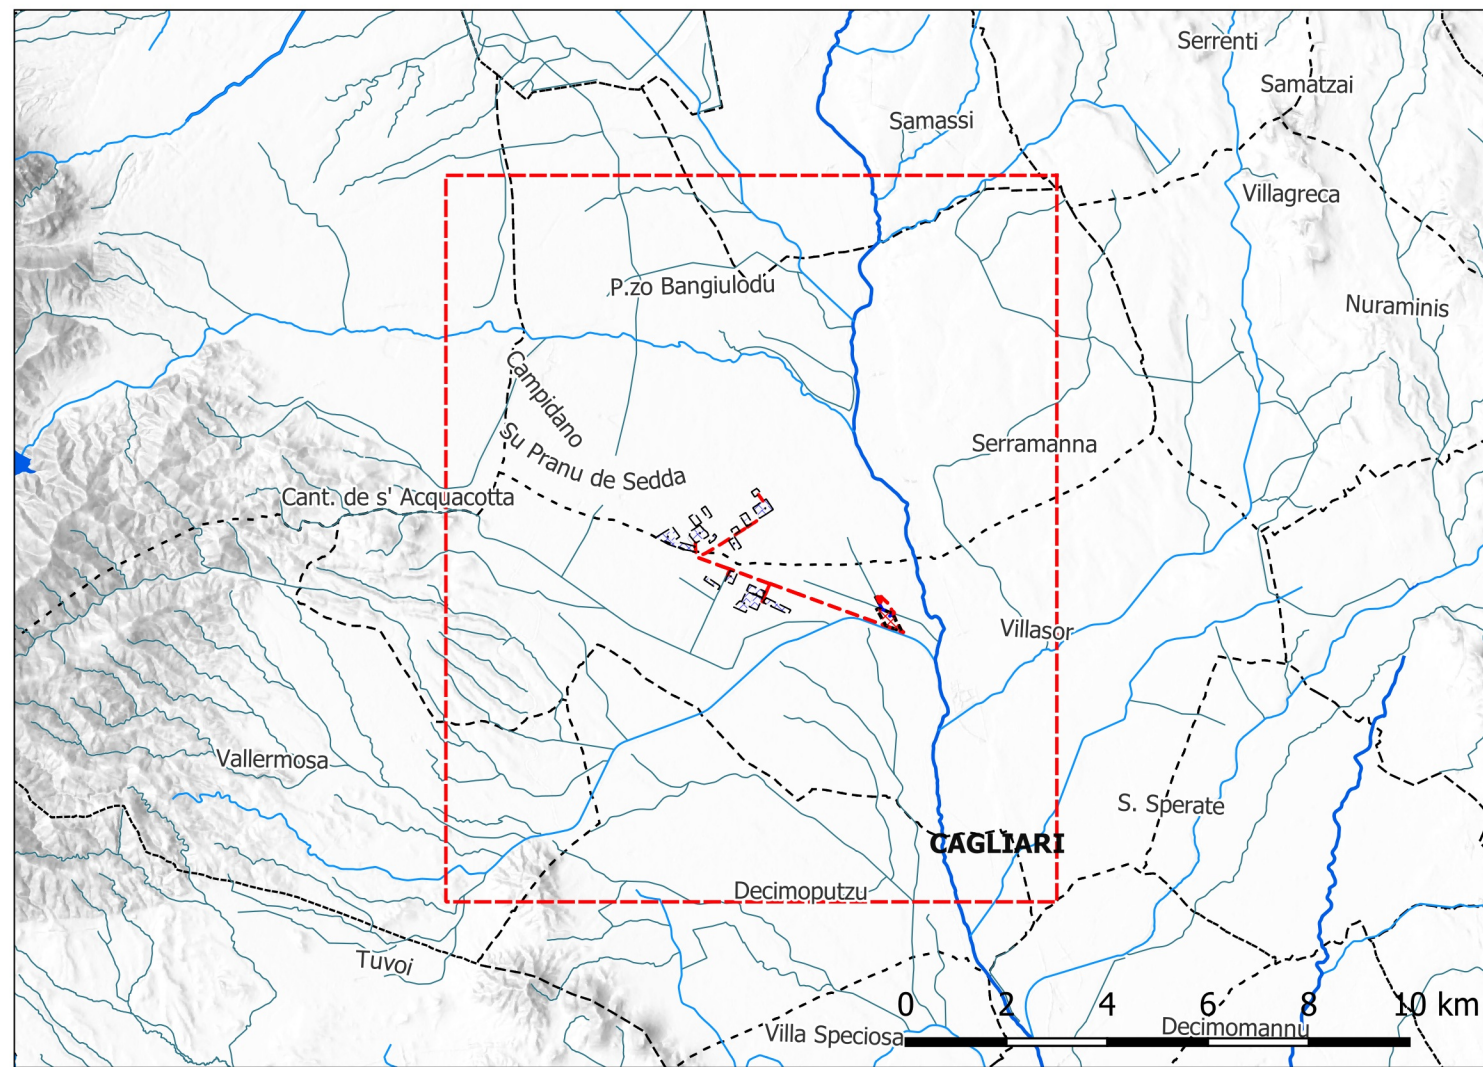 Serrenti
Samatzai
Samassi
Villagreca
P.zo Bangiulodu
Nuraminis
Campidano
Serramanna
Su Pranu de Sedda
Cant. de s' Acquacotta
Villasor
Vallermosa
S. Sperate
CAGLIARI
Decimoputzu
Tuvoi
0 2 4 6 8 10 km
Villa Speciosa
Decimomannu